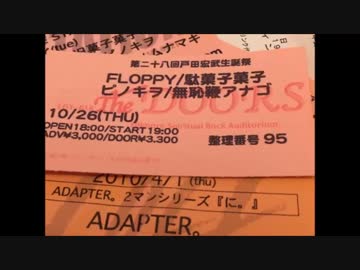 (tue)
第二十八回戸田宏武生誕祭
FLOPPY/駄菓子菓子
ピノキヲ/無恥鞭アナゴ
The DOORS
10/26(THU)
OPEN18:00/START19:00
ADV¥3,000/DOOR¥3.300
整理番号 95
2010/4/1 (thu)
ADAPTER。2マンシリーズ『に。』
ADAPTER。